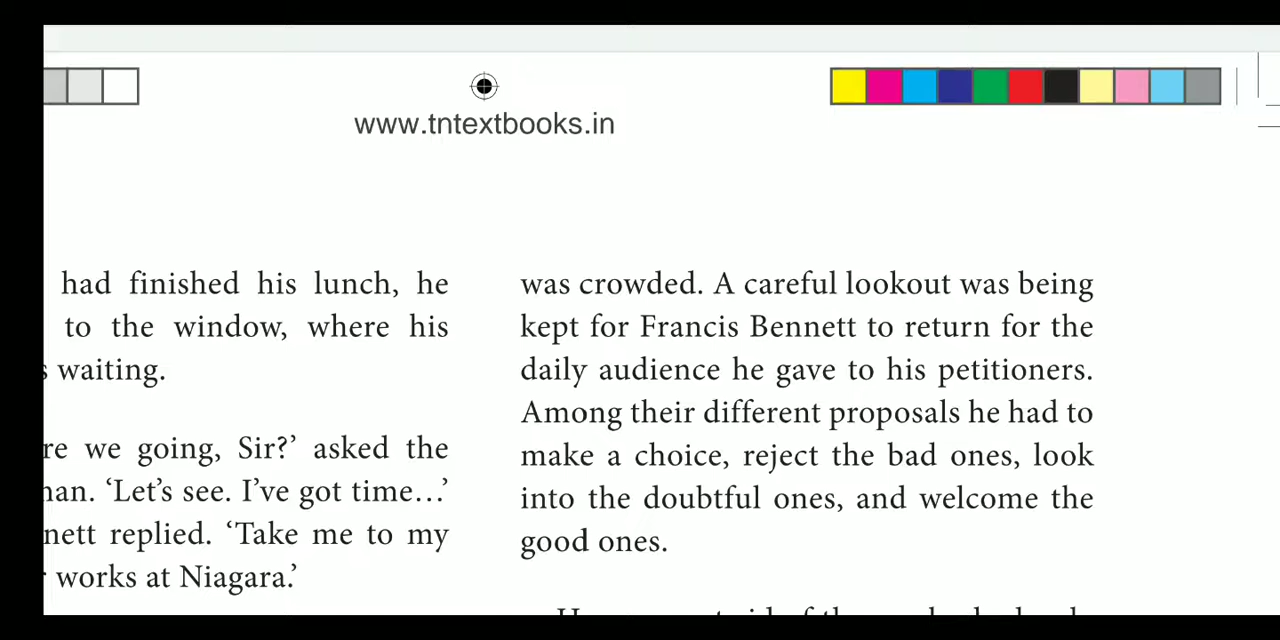 www.tntextbooks.in
had finished his lunch, he
to the window, where his
waiting.
we going, Sir?’ asked the
‘Let’s see. I’ve got time…’
replied. ‘Take me to my
works at Niagara.’
was crowded. A careful lookout was being
kept for Francis Bennett to return for the
daily audience he gave to his petitioners.
Among their different proposals he had to
make a choice, reject the bad ones, look
into the doubtful ones, and welcome the
good ones.